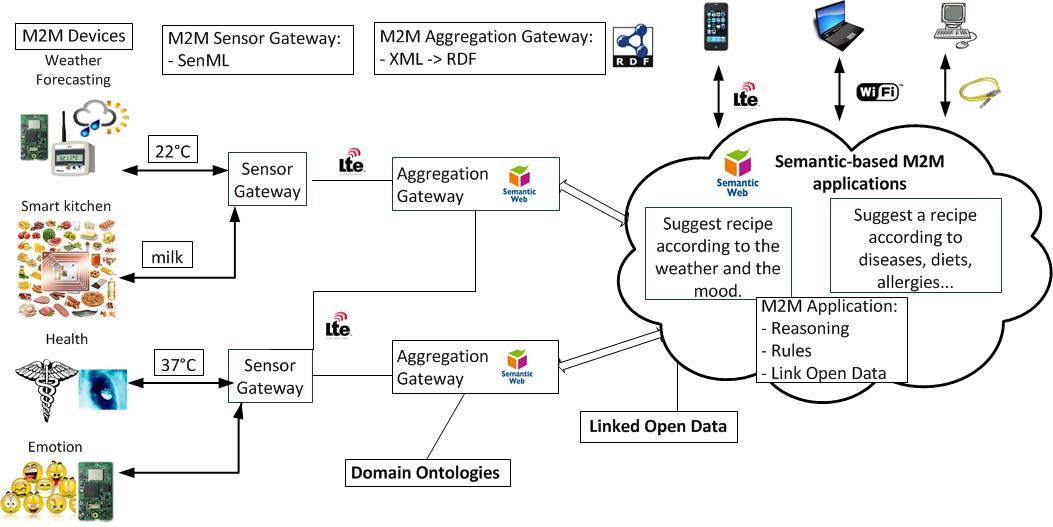 M2M Devices
M2M Sensor Gateway:
- SenML
M2M Aggregation Gateway:
- XML -> RDF
RDF
Weather
Forecasting
22°C
Smart kitchen
milk
Health
37°C
Emotion
Sensor
Gateway
Lte
Aggregation
Gateway
Semantic
Web
Sensor
Gateway
Lte
Aggregation
Gateway
Semantic
Web
Domain Ontologies
Linked Open Data
Lte
WiFi
Semantic
Web
Semantic-based M2M
applications
Suggest recipe
according to the
weather and the
mood.
Suggest a recipe
according to
diseases, diets,
allergies...
M2M Application:
- Reasoning
- Rules
- Link Open Data